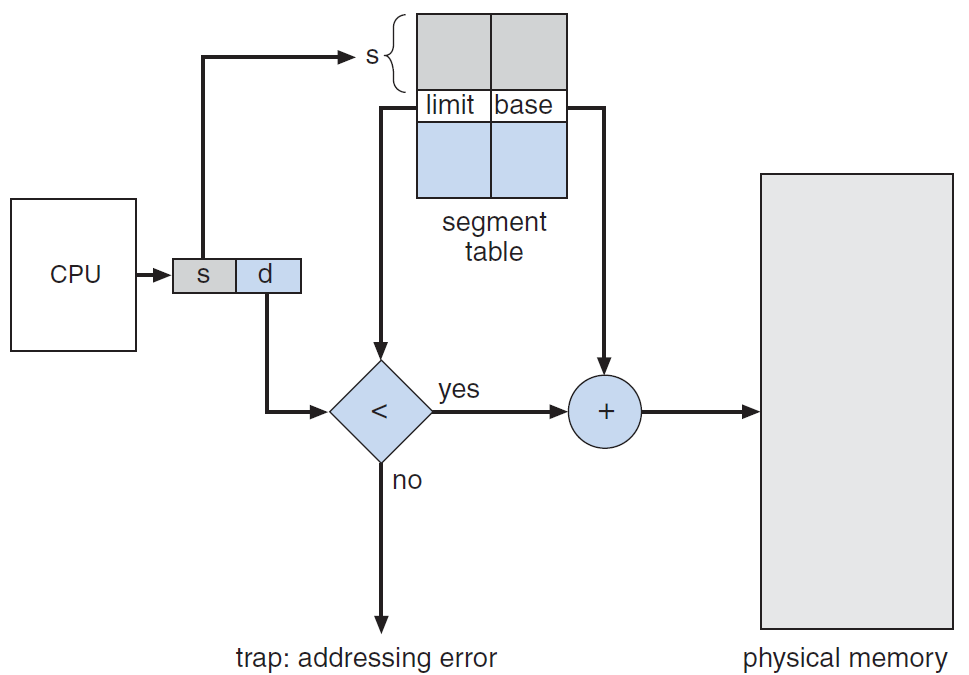 s
limit base
segment
table
CPU
s d
<
yes
+
no
trap: addressing error
physical memory